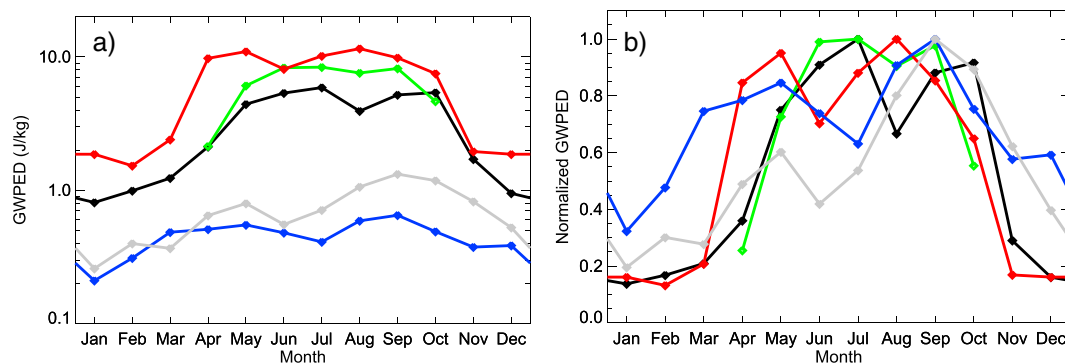 a)
GWPED (J/kg)
10.0
1.0
0.1
Jan Feb Mar Apr May Jun Jul Aug Sep Oct Nov Dec
Month
b)
Normalized GWPED
1.0
0.8
0.6
0.4
0.2
0.0
Jan Feb Mar Apr May Jun Jul Aug Sep Oct Nov Dec
Month